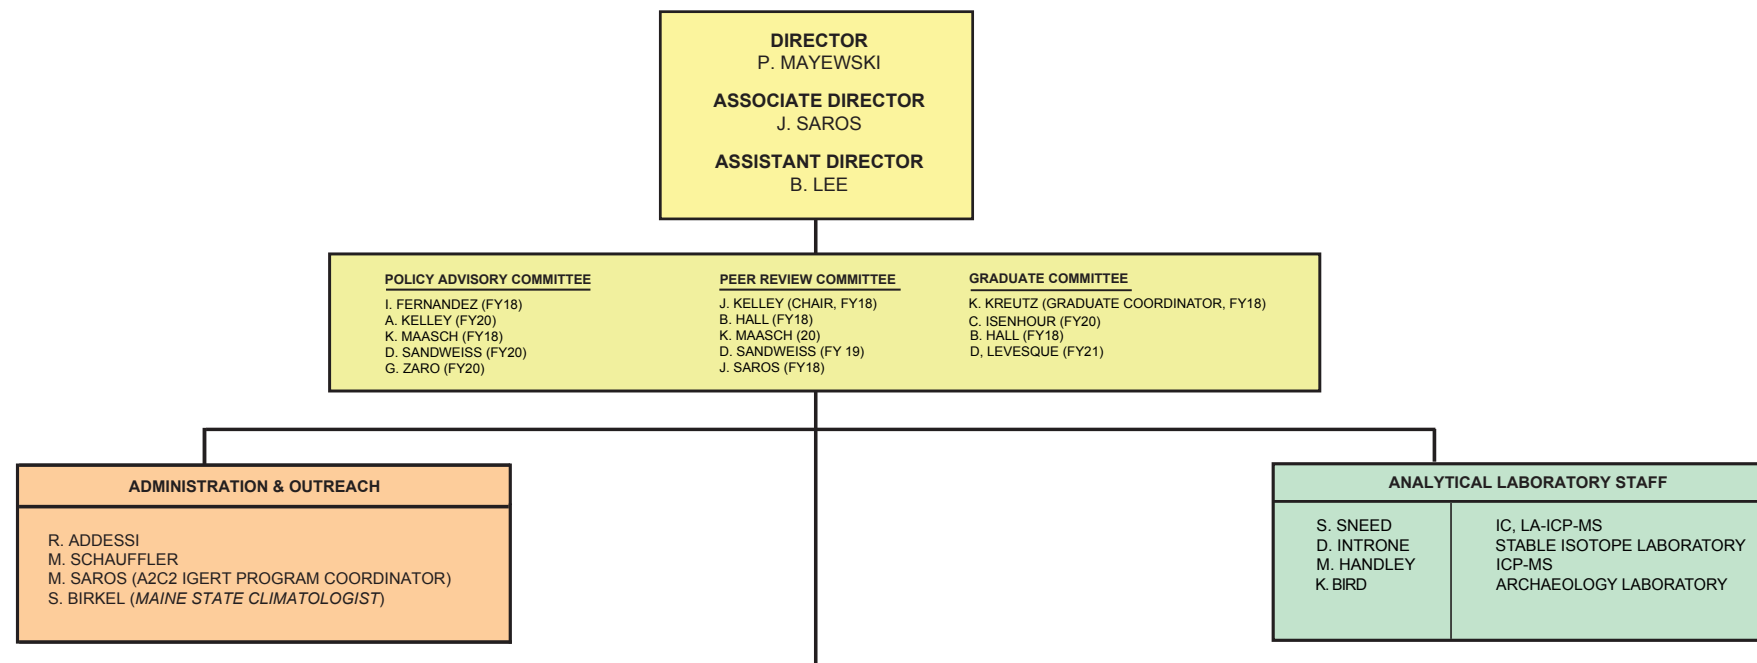 DIRECTOR
P. MAYEWSKI
ASSOCIATE DIRECTOR
J. SAROS
ASSISTANT DIRECTOR
B. LEE
POLICY ADVISORY COMMITTEE
I. FERNANDEZ (FY18)
A. KELLEY (FY20)
K. MAASCH (FY18)
D. SANDWEISS (FY20)
G. ZARO (FY20)
PEER REVIEW COMMITTEE
J. KELLEY (CHAIR, FY18)
B. HALL (FY18)
K. MAASCH (20)
D. SANDWEISS (FY 19)
J. SAROS (FY18)
GRADUATE COMMITTEE
K. KREUTZ (GRADUATE COORDINATOR, FY18)
C. ISENHOUR (FY20)
B. HALL (FY18)
D, LEVESQUE (FY21)
ADMINISTRATION & OUTREACH
R. ADDESSI
M. SCHAUFFLER
M. SAROS (A2C2 IGERT PROGRAM COORDINATOR)
S. BIRKEL (MAINE STATE CLIMATOLOGIST)
ANALYTICAL LABORATORY STAFF
S. SNEED IC, LA-ICP-MS
D. INTRONE STABLE ISOTOPE LABORATORY
M. HANDLEY ICP-MS
K. BIRD ARCHAEOLOGY LABORATORY